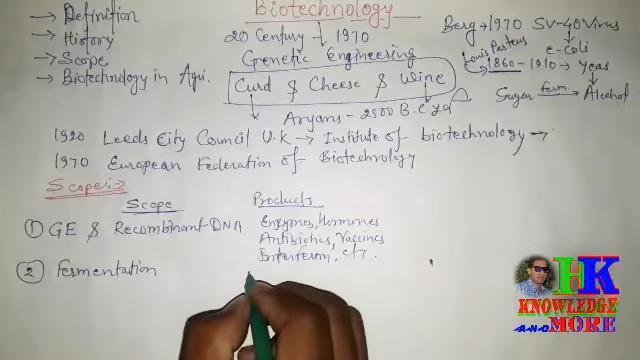 Biotechnology
→ Definition
→ History
→ Scope
→ Biotechnology in Agri.
20 Century → 1970
Genetic Engineering
Curd & Cheese & Wine
Aryans - 2500 B.C
Berg → 1970 SV-40 Virus
e-Coli
Louis Pasteus
1860 - 1910 →
Sugar ferm. → Alcohol
1920 Leeds City Council U.K → Institute of biotechnology →
1970 European Federation of Biotechnology
Scope:→
Scope Products
① GE & Recombinant-DNA Enzymes, Hormones
Antibiotics, Vaccines
Interferon, etc.
② Fermentation
HK
KNOWLEDGE
AND MORE